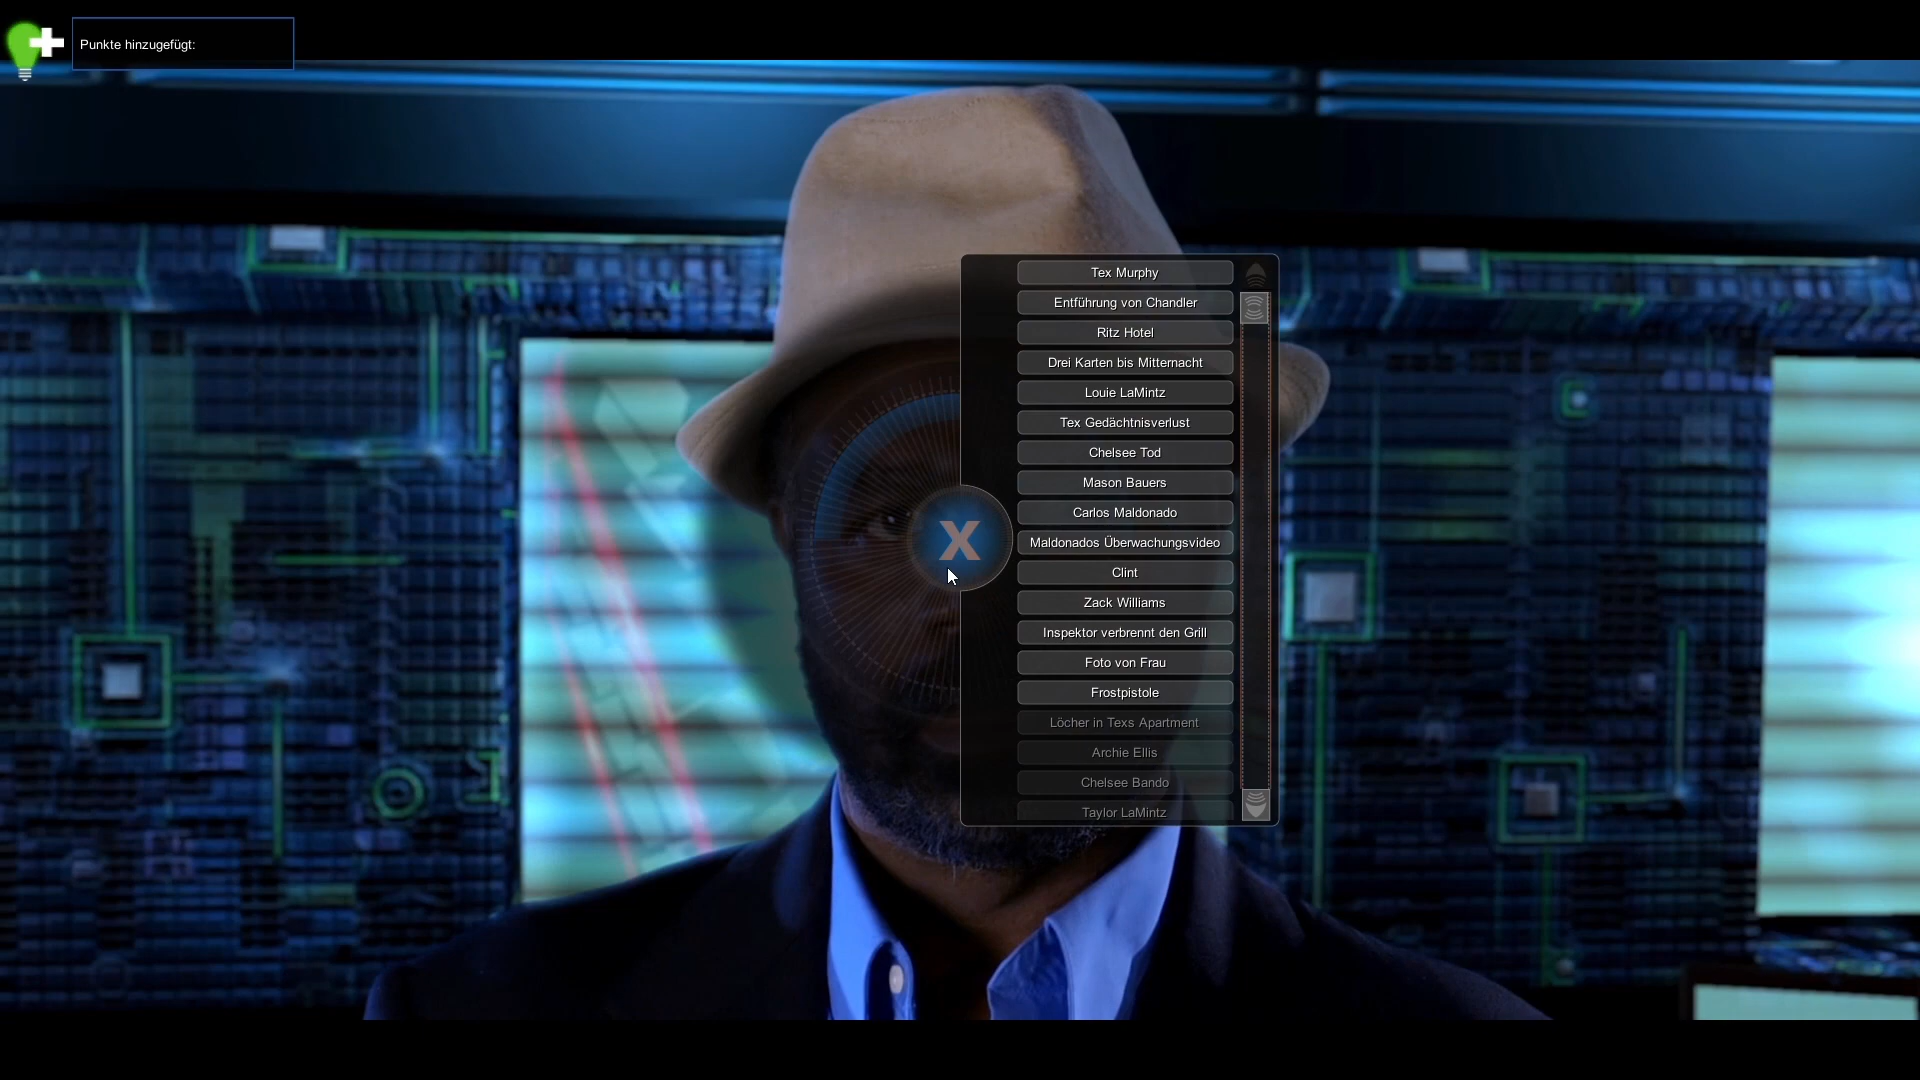 Punkte hinzugefügt:
X
Tex Murphy
Entführung von Chandler
Ritz Hotel
Drei Karten bis Mitternacht
Louie LaMintz
Tex Gedächtnisverlust
Chelsee Tod
Mason Bauers
Carlos Maldonado
Maldonados Überwachungsvideo
Clint
Zack Williams
Inspektor verbrennt den Grill
Foto von Frau
Frostpistole
Löcher in Texs Apartment
Archie Ellis
Chelsee Bando
Taylor LaMintz